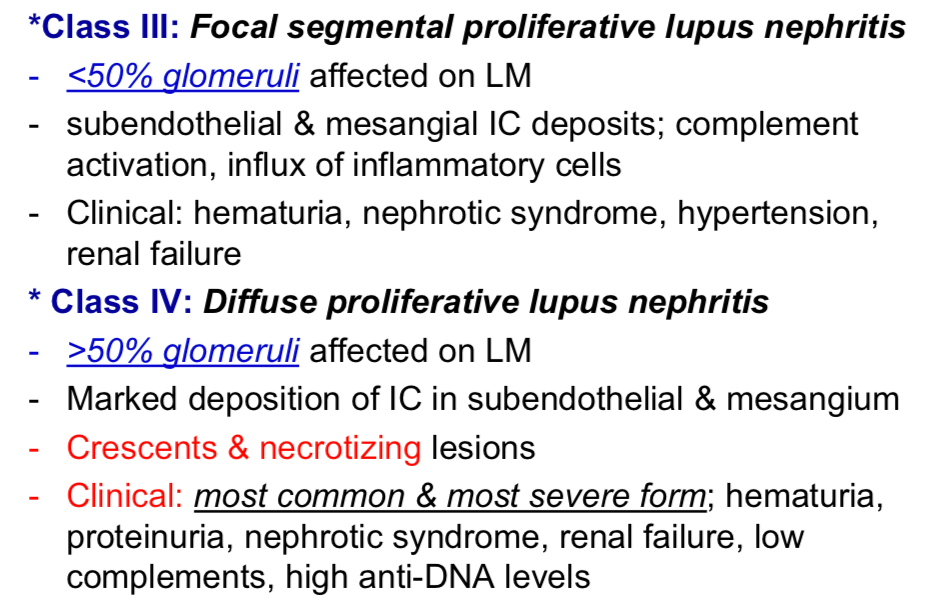 *Class III: Focal segmental proliferative lupus nephritis
- <50% glomeruli affected on LM
- subendothelial & mesangial IC deposits; complement
activation, influx of inflammatory cells
- Clinical: hematuria, nephrotic syndrome, hypertension,
renal failure
* Class IV: Diffuse proliferative lupus nephritis
- >50% glomeruli affected on LM
- Marked deposition of IC in subendothelial & mesangium
- Crescents & necrotizing lesions
- Clinical: most common & most severe form; hematuria,
proteinuria, nephrotic syndrome, renal failure, low
complements, high anti-DNA levels